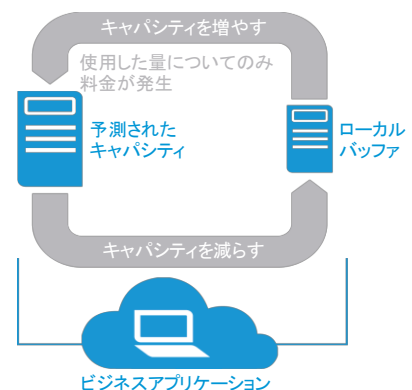 キャパシティを増やす
使用した量についてのみ
料金が発生
予測された
キャパシティ
ローカル
バッファ
キャパシティを減らす
ビジネスアプリケーション